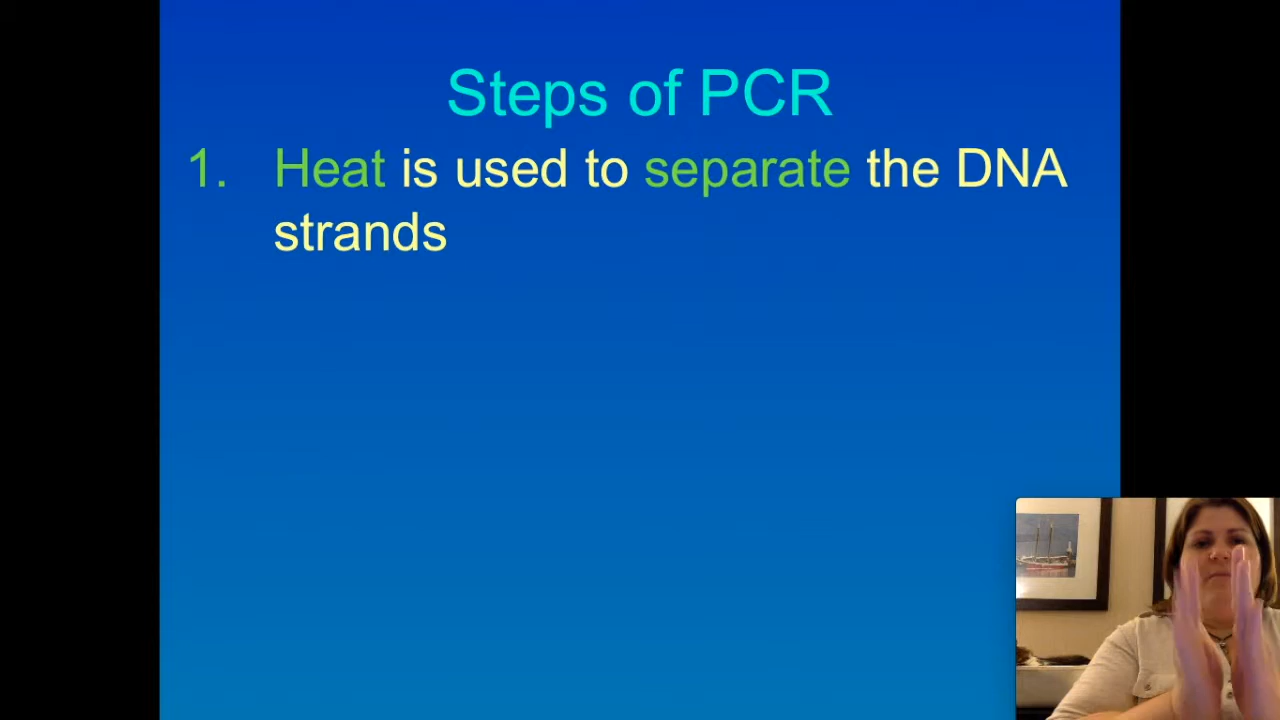 Steps of PCR
1. Heat is used to separate the DNA
strands